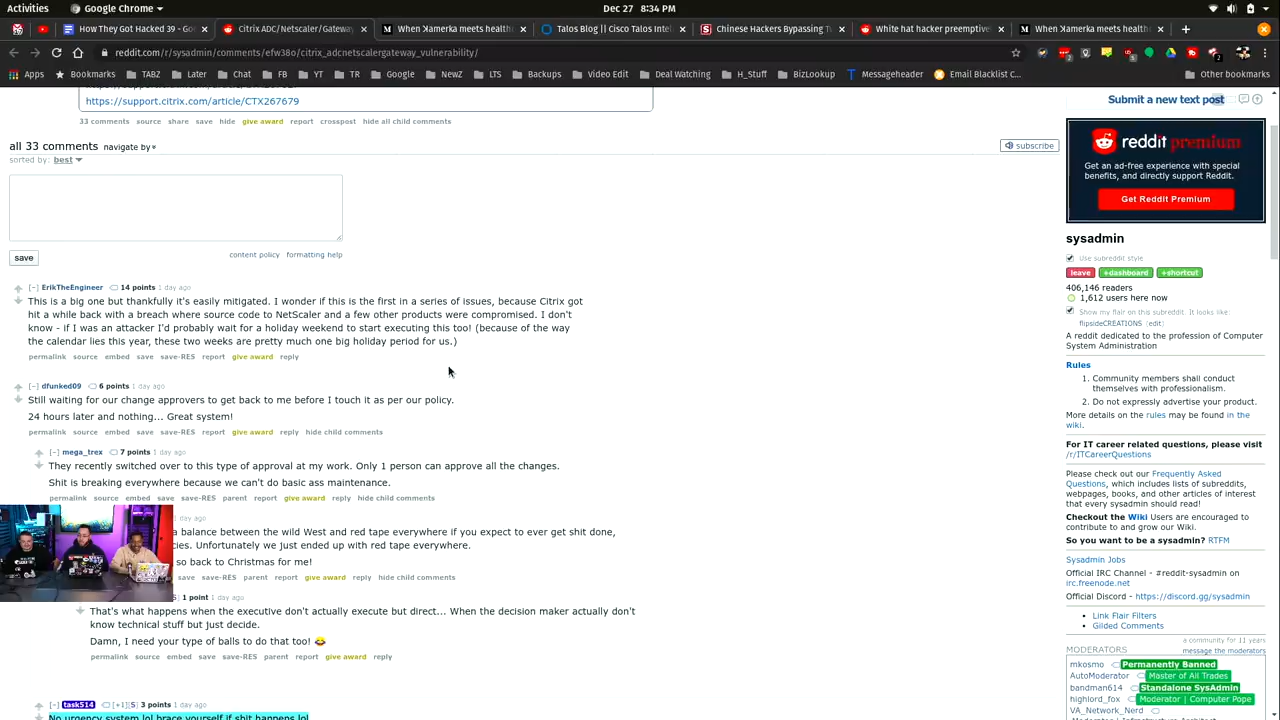 Activities
Google Chrome
Dec 27 8:34 PM
How They Got Hacked 39 - Go
Citrix ADC/Netscaler/Gatewa
When Kamerka meets health
Talos Blog || Cisco Talos Intel
Chinese Hackers Bypassing
White hat hacker preemptive
When Kamerka meets health
reddit.com/r/sysadmin/comments/efw38o/citrix_adcnetscalergateway_vulnerability/
Apps
Bookmarks
TABZ
Later
Chat
FB
YT
TR
Google
NewZ
LTS
Backups
Video Edit
Deal Watching
H_Stuff
BizLookup
Messageheader
Email Blacklist C...
Other bookmarks
https://support.citrix.com/article/CTX267679
33 comments source share save hide give award report crosspost hide all child comments
all 33 comments navigate by
sorted by: best
subscribe
save
content policy formatting help
[–] ErikTheEngineer 14 points 1 day ago
This is a big one but thankfully it's easily mitigated. I wonder if this is the first in a series of issues, because Citrix got
hit a while back with a breach where source code to NetScaler and a few other products were compromised. I don't
know - if I was an attacker I'd probably wait for a holiday weekend to start executing this too! (because of the way
the calendar lies this year, these two weeks are pretty much one big holiday period for us.)
permalink source embed save save-RES report give award reply
[–] dfunked09 6 points 1 day ago
Still waiting for our change approvers to get back to me before I touch it as per our policy.
24 hours later and nothing... Great system!
permalink source embed save save-RES report give award reply hide child comments
[–] mega_trex 7 points 1 day ago
They recently switched over to this type of approval at my work. Only 1 person can approve all the changes.
Shit is breaking everywhere because we can't do basic ass maintenance.
permalink source embed save save-RES parent report give award reply hide child comments
day ago
a balance between the wild West and red tape everywhere if you expect to ever get shit done,
cies. Unfortunately we just ended up with red tape everywhere.
so back to Christmas for me!
save save-RES parent report give award reply hide child comments
1 point 1 day ago
That's what happens when the executive don't actually execute but direct... When the decision maker actually don't
know technical stuff but just decide.
Damn, I need your type of balls to do that too! 😂
permalink source embed save save-RES parent report give award reply
[–] task514 [+1][S] 3 points 1 day ago
No urgency system lol brace yourself if shit happens lol
Submit a new text post
reddit premium
Get an ad-free experience with special
benefits, and directly support Reddit.
Get Reddit Premium
sysadmin
Use subreddit style
leave +dashboard +shortcut
406,146 readers
1,612 users here now
Show my flair on this subreddit. It looks like:
flipsideCREATIONS (edit)
A reddit dedicated to the profession of Computer
System Administration
Rules
1. Community members shall conduct
themselves with professionalism.
2. Do not expressly advertise your product.
More details on the rules may be found in the
wiki.
For IT career related questions, please visit
/r/ITCareerQuestions
Please check out our Frequently Asked
Questions, which includes lists of subreddits,
webpages, books, and other articles of interest
that every sysadmin should read!
Checkout the Wiki Users are encouraged to
contribute to and grow our Wiki.
So you want to be a sysadmin? RTFM
Sysadmin Jobs
Official IRC Channel - #reddit-sysadmin on
irc.freenode.net
Official Discord - https://discord.gg/sysadmin
• Link Flair Filters
• Gilded Comments
a community for 11 years
MODERATORS message the moderators
mkosmo Permanently Banned
AutoModerator Master of All Trades
bandman614 Standalone SysAdmin
highlord_fox Moderator | Computer Pope
VA_Network_Nerd